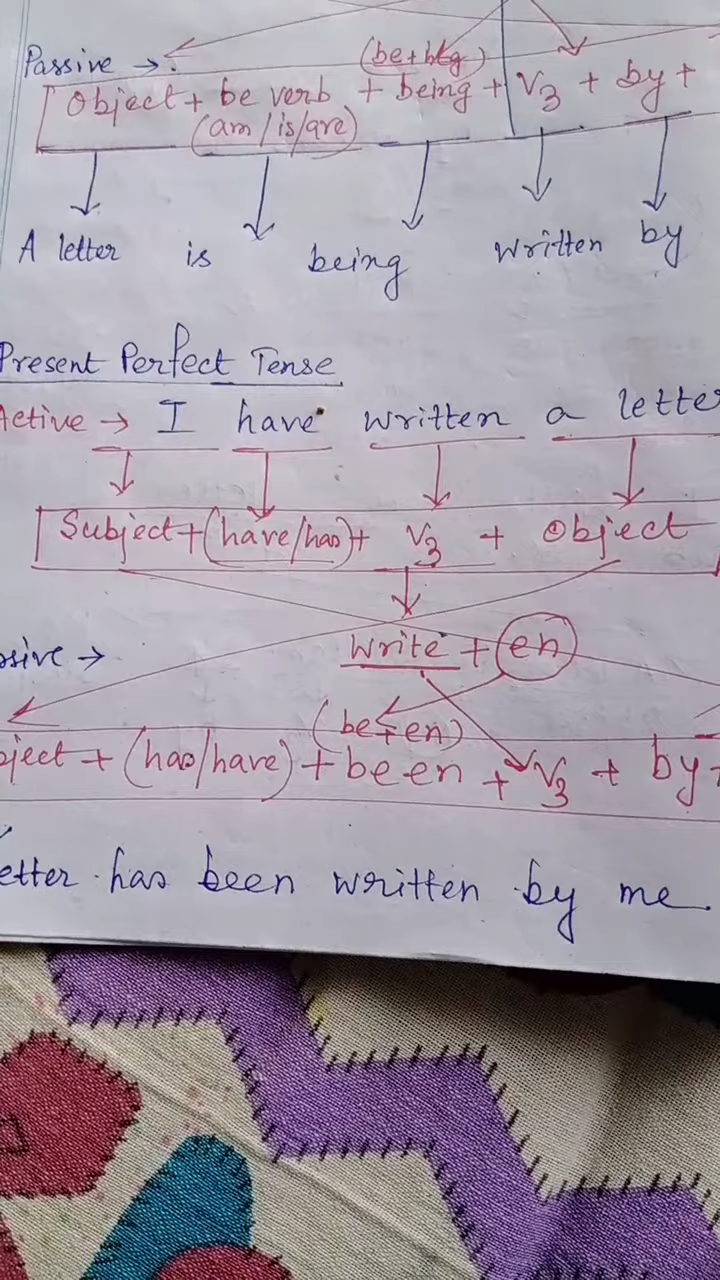 Passive →
(be+ing)
Object + be verb + being + V3 + by +
(am/is/are)
A letter is being written by
Present Perfect Tense
Active → I have written a letter
Subject + (have/has) + V3 + Object
write + en
ssive →
(be+en)
bject + (has/have) + been + V3 + by +
etter has been written by me.